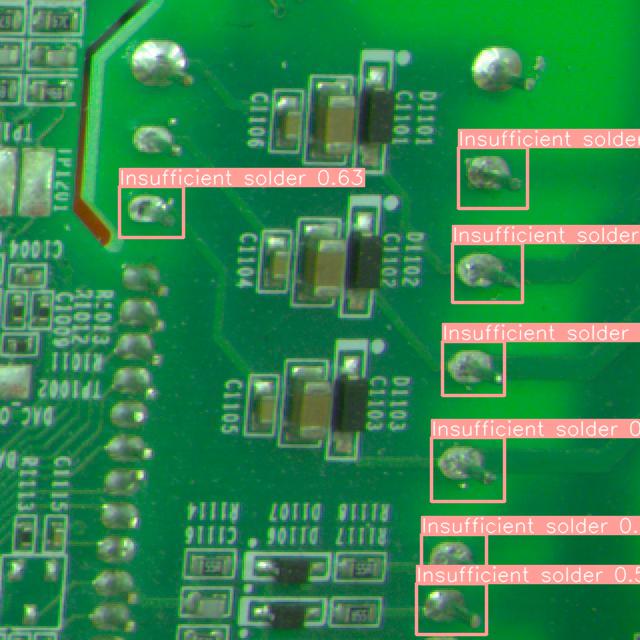 Insufficient solder
Insufficient solder 0.63
Insufficient solder
Insufficient solder
Insufficient solder 0
Insufficient solder 0.
Insufficient solder 0.5
C1106
C1101
D1101
C1104
C1102
D1102
C1105
C1103
D1103
C1004
R1013
R1012
C1009
R1011
TP1002
R1113
C1115
R1114
D1107
R1118
C1116
D1106
R1117